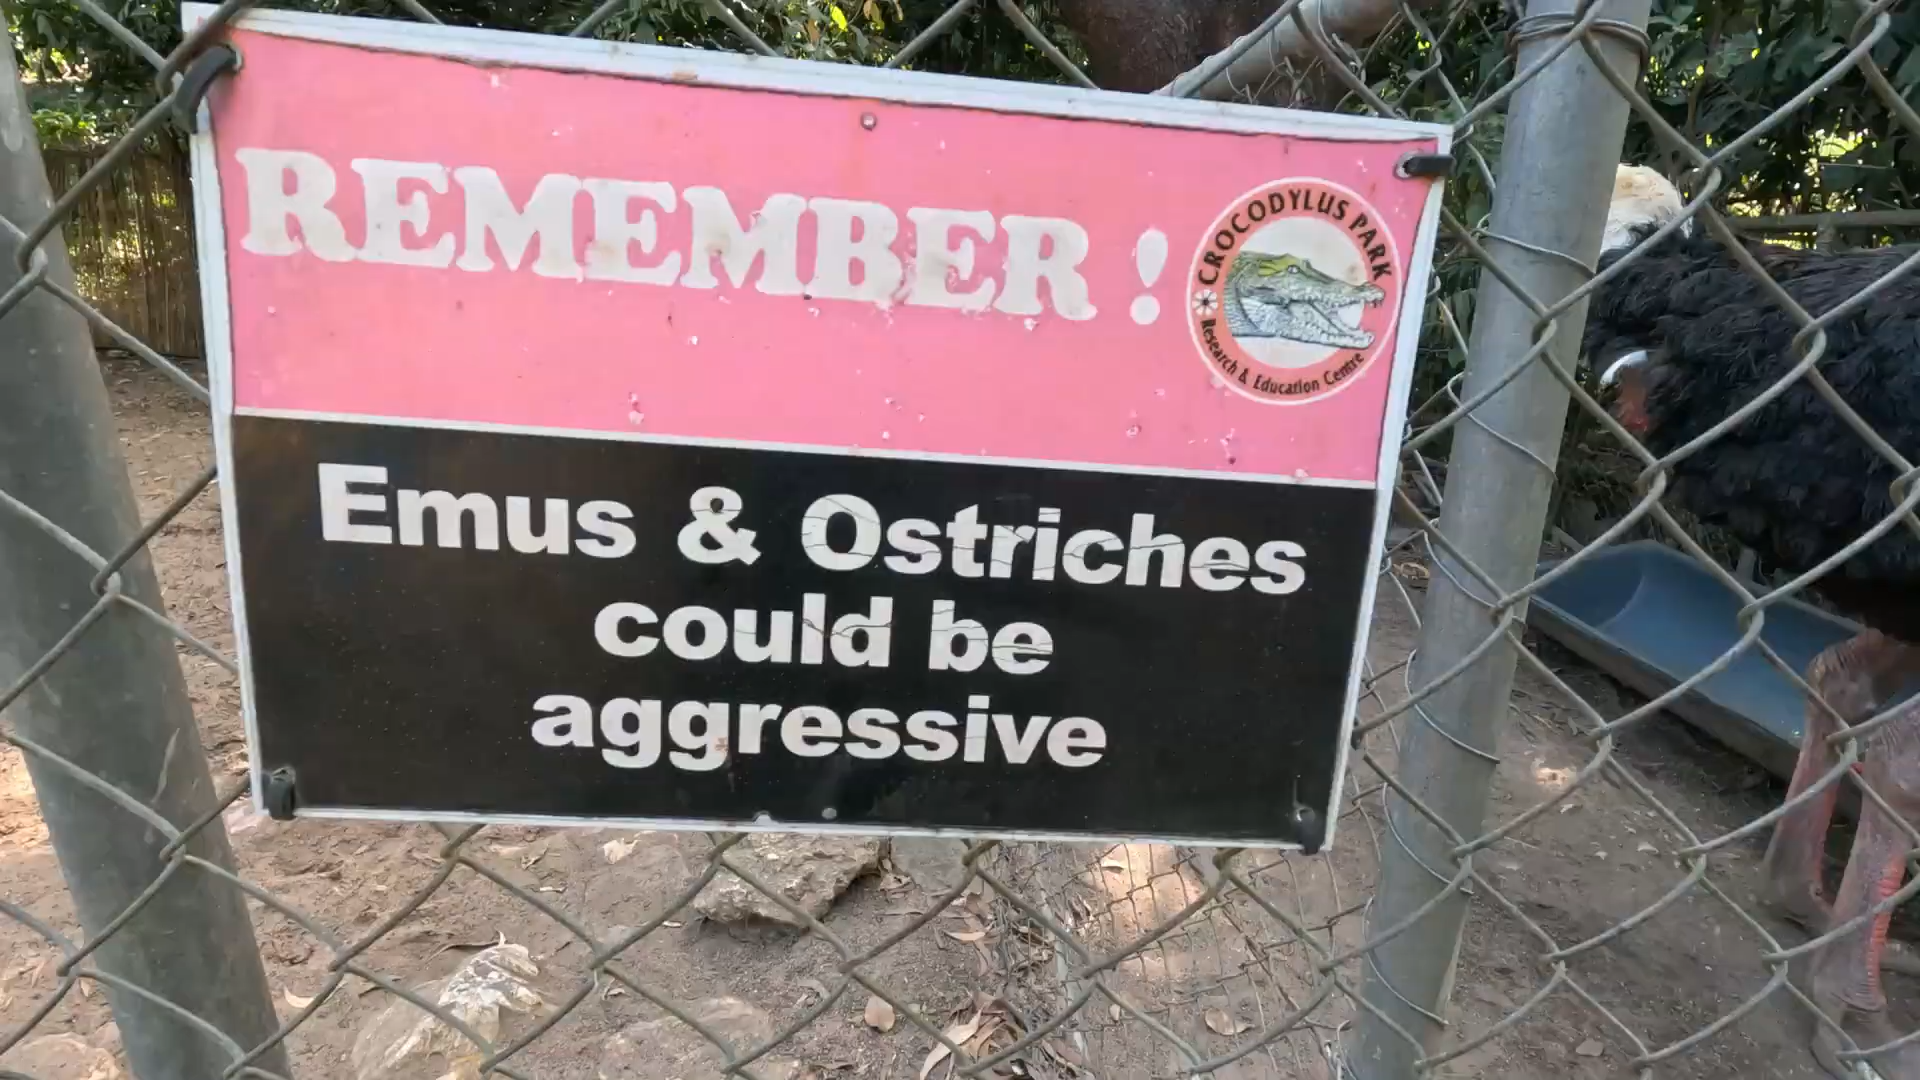 REMEMBER !
CROCODYLUS PARK
Research & Education Centre
Emus & Ostriches
could be
aggressive